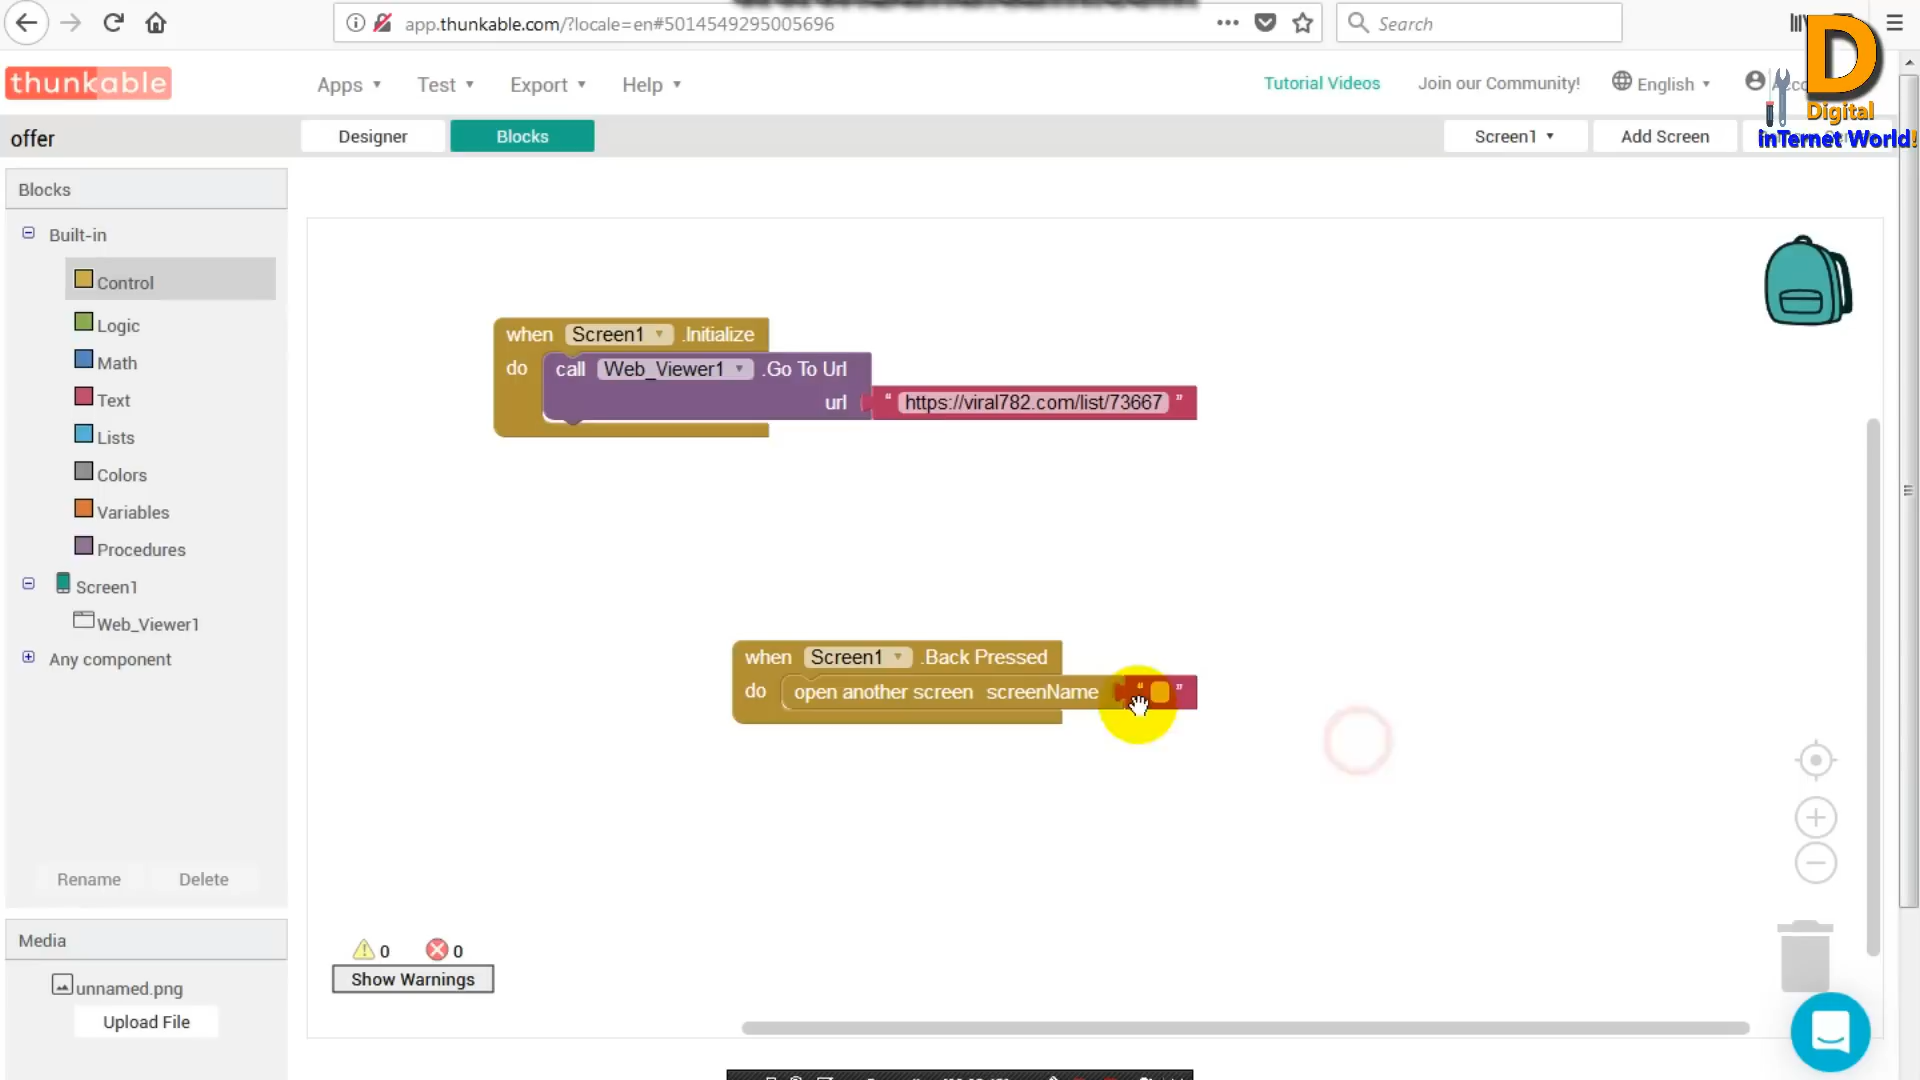 app.thunkable.com/?locale=en#5014549295005696
Search
thunkable
Apps
Test
Export
Help
Tutorial Videos
Join our Community!
English
D
Digital
inTernet World!
offer
Designer
Blocks
Screen1
Add Screen
Blocks
Built-in
Control
Logic
Math
Text
Lists
Colors
Variables
Procedures
Screen1
Web_Viewer1
Any component
Rename
Delete
when Screen1 .Initialize
do call Web_Viewer1 .Go To Url
url " https://viral782.com/list/73667 "
when Screen1 .Back Pressed
do open another screen screenName " "
0 0
Show Warnings
Media
unnamed.png
Upload File